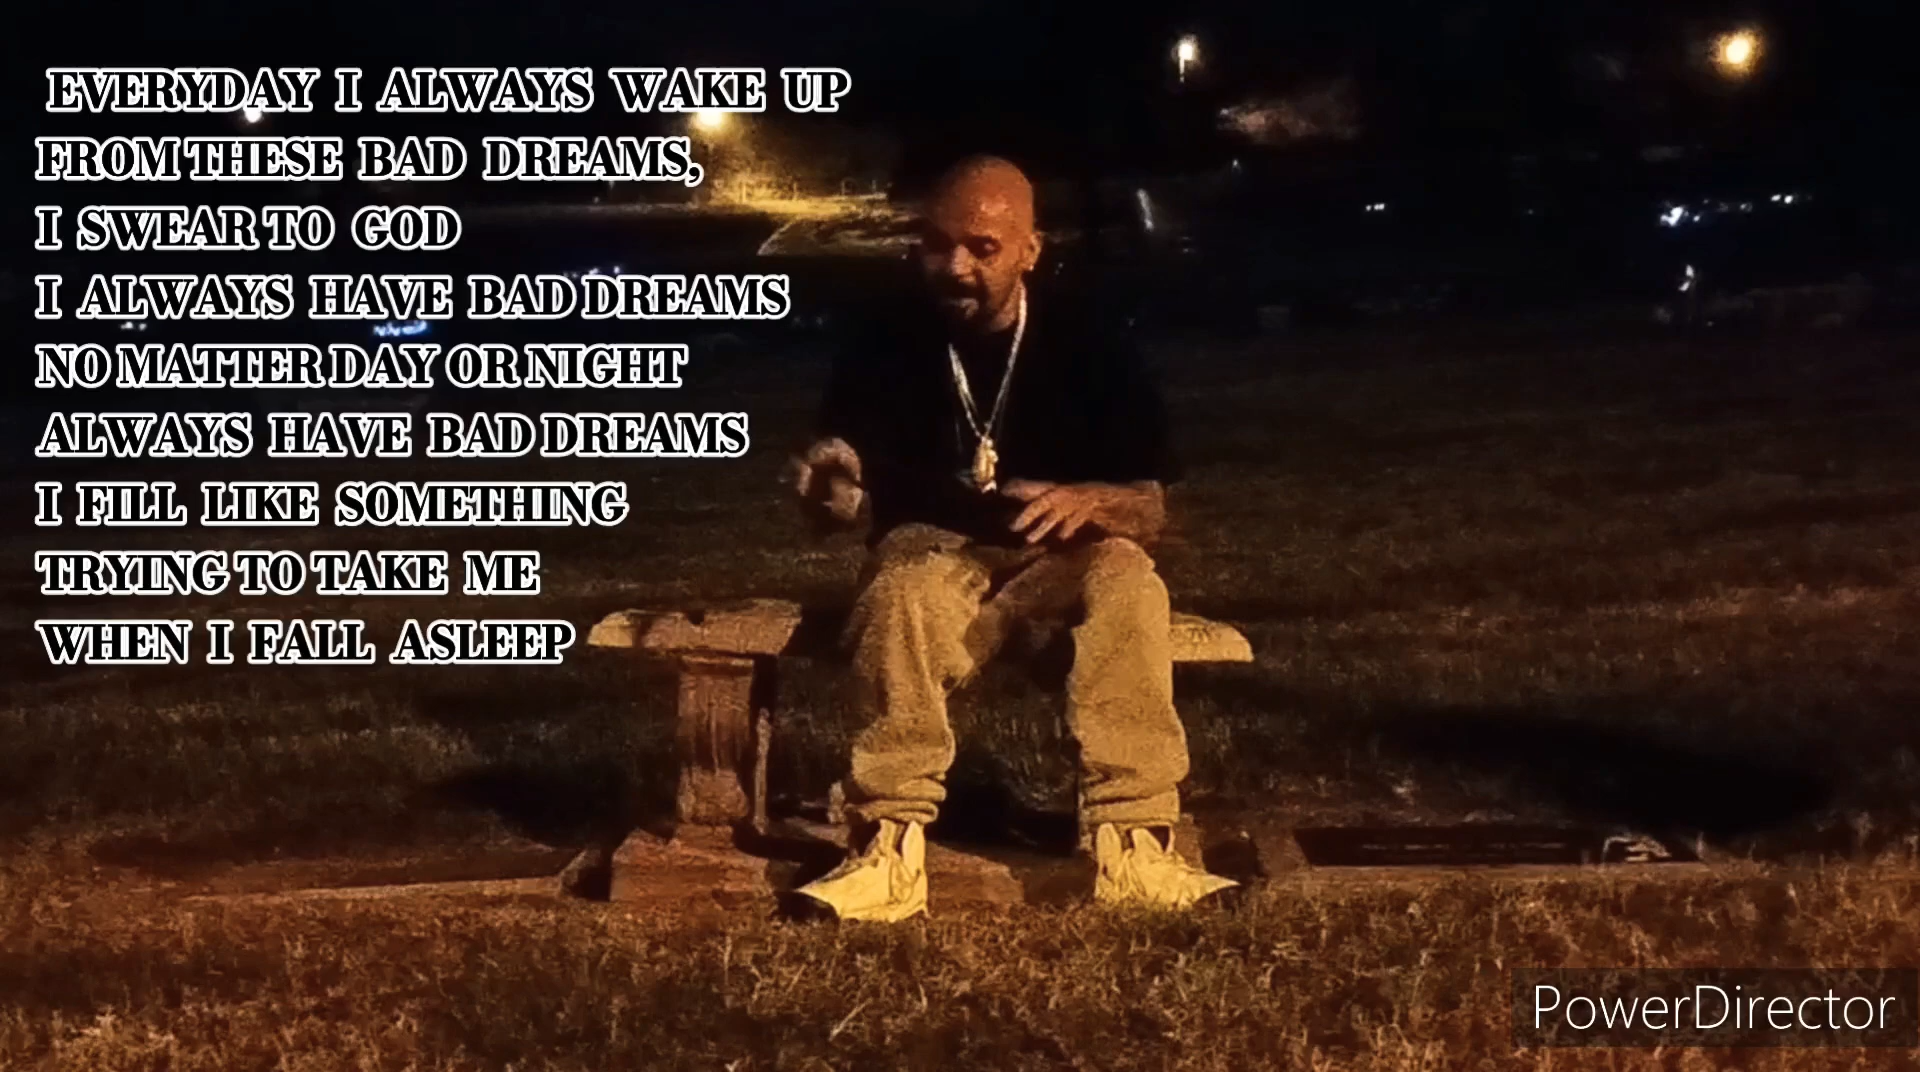 EVERYDAY I ALWAYS WAKE UP
FROM THESE BAD DREAMS,
I SWEAR TO GOD
I ALWAYS HAVE BAD DREAMS
NO MATTER DAY OR NIGHT
ALWAYS HAVE BAD DREAMS
I FILL LIKE SOMETHING
TRYING TO TAKE ME
WHEN I FALL ASLEEP
PowerDirector